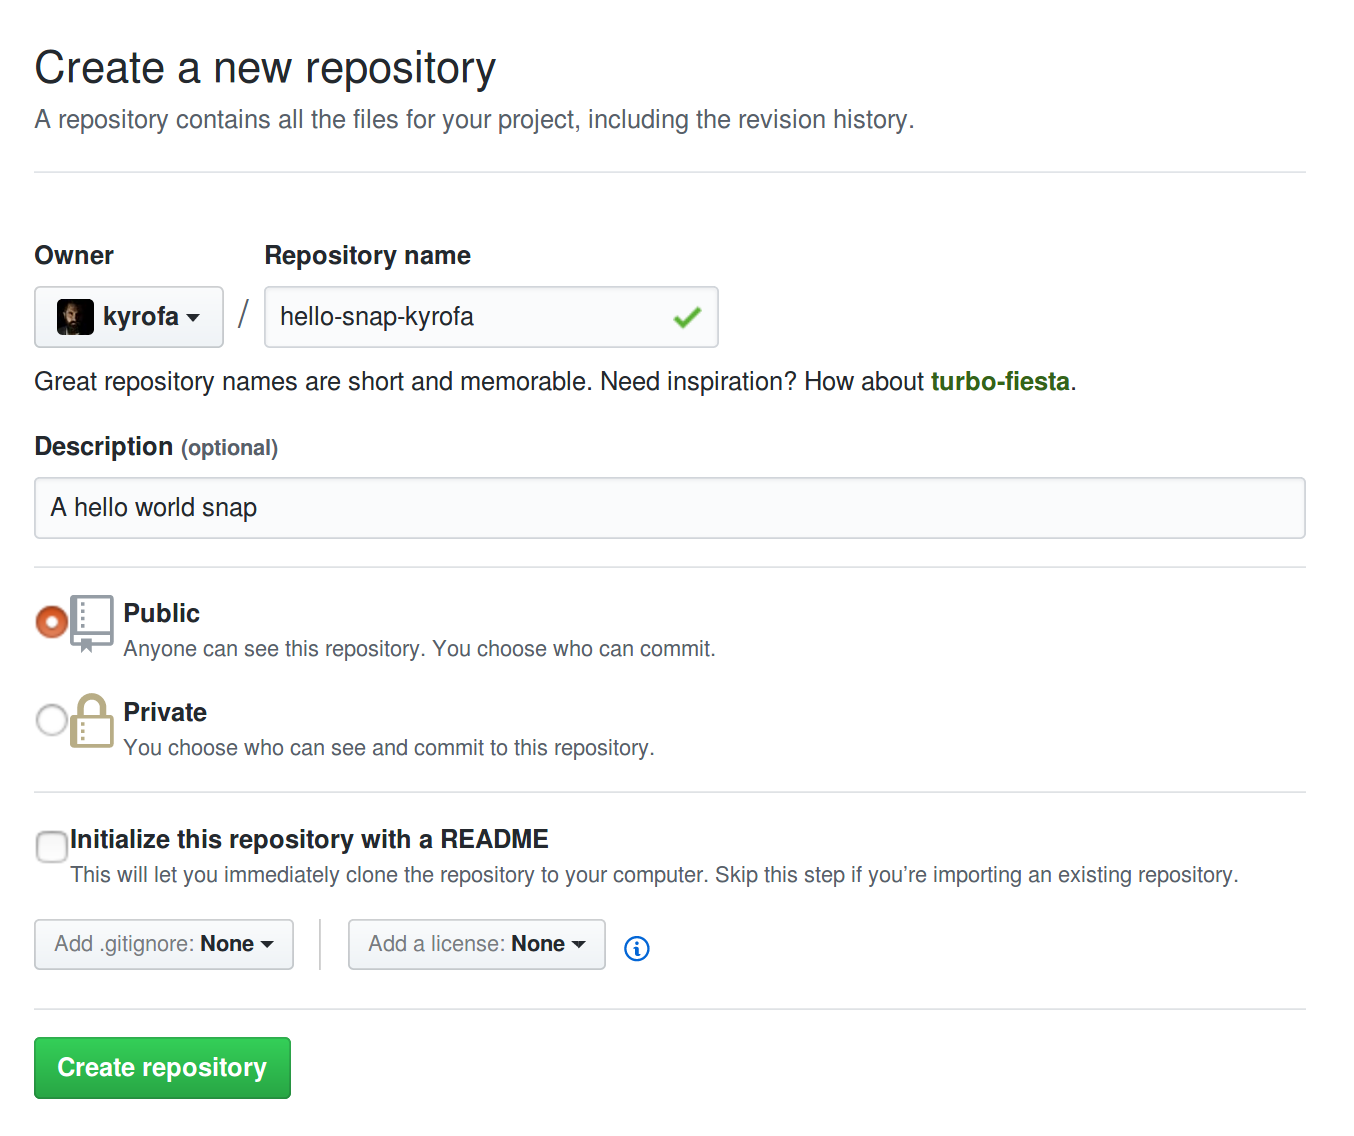 Create a new repository
A repository contains all the files for your project, including the revision history.
Owner
Repository name
kyrofa
/
hello-snap-kyrofa
Great repository names are short and memorable. Need inspiration? How about turbo-fiesta.
Description (optional)
A hello world snap
Public
Anyone can see this repository. You choose who can commit.
Private
You choose who can see and commit to this repository.
Initialize this repository with a README
This will let you immediately clone the repository to your computer. Skip this step if you’re importing an existing repository.
Add .gitignore: None
Add a license: None
Create repository